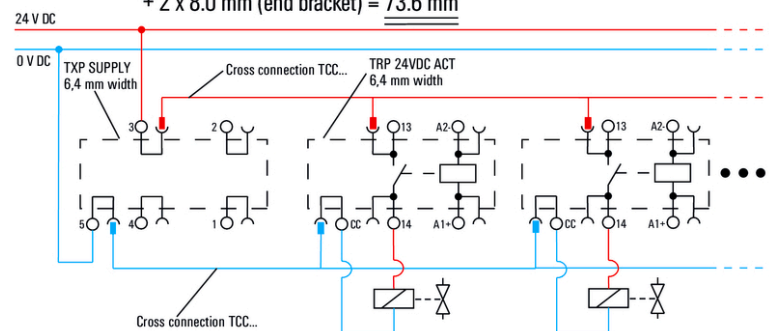 + 2 x 8.0 mm (end bracket) = 73.6 mm
24 V DC
0 V DC
TXP SUPPLY
6,4 mm width
Cross connection TCC...
TRP 24VDC ACT
6,4 mm width
3 2 13 A2- 13 A2-
5 4 1 CC 14 A1+ CC 14 A1+
Cross connection TCC...